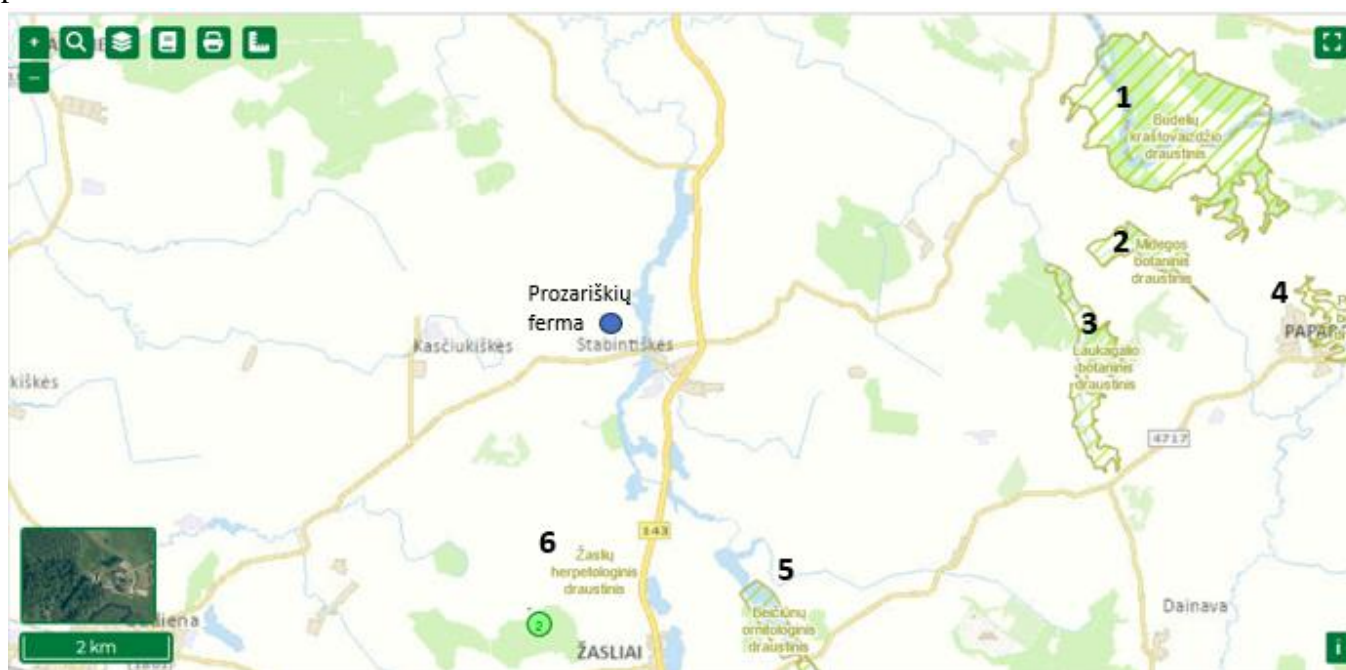 +
−
1
Budelių
kraštovaizdžio
draustinis
2
Midegos
botaninis
draustinis
4
Prozariškių
ferma
3
Kasčiukiškės
Stabintiškės
Laukagalio
botaninis
draustinis
kiškės
4717
143
6
Žaslių
herpetologinis
draustinis
5
Beičiūnų
ornitologinis
draustinis
Dainava
2
ŽASLIAI
2 km
i